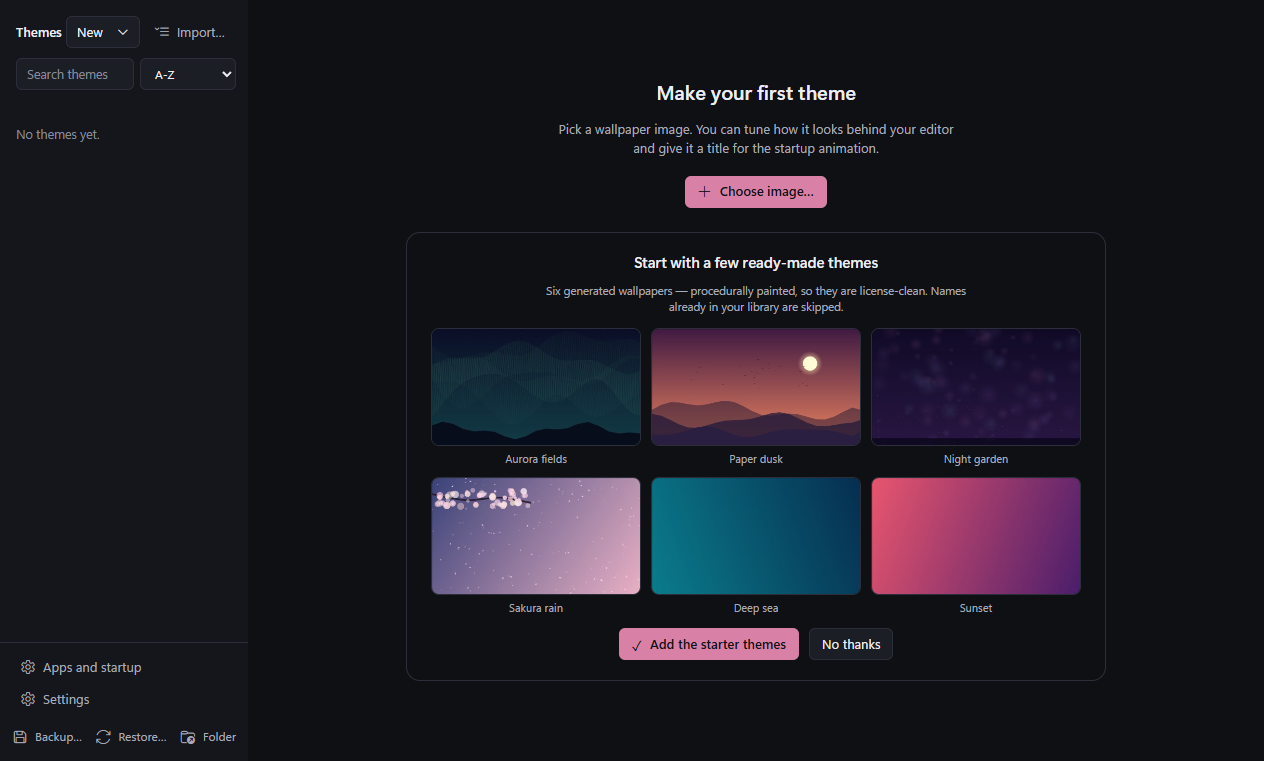 Themes New Import...
Search themes A-Z
No themes yet.
Make your first theme
Pick a wallpaper image. You can tune how it looks behind your editor
and give it a title for the startup animation.
Choose image...
Start with a few ready-made themes
Six generated wallpapers — procedurally painted, so they are license-clean. Names
already in your library are skipped.
Aurora fields Paper dusk Night garden
Sakura rain Deep sea Sunset
Add the starter themes No thanks
Apps and startup
Settings
Backup... Restore... Folder